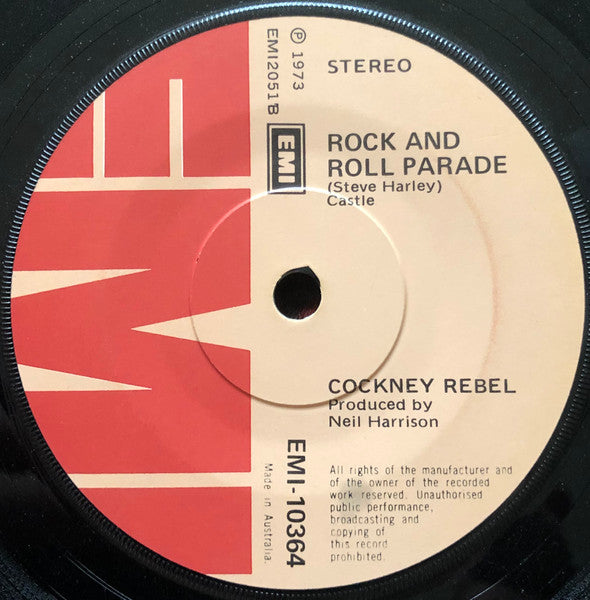 ℗ 1973
EMI2051B
EMI
STEREO
ROCK AND
ROLL PARADE
(Steve Harley)
Castle
COCKNEY REBEL
Produced by
Neil Harrison
EMI-10364
Made in Australia.
All rights of the manufacturer and
of the owner of the recorded
work reserved. Unauthorised
public performance,
broadcasting and
copying of
this record
prohibited.
EMI